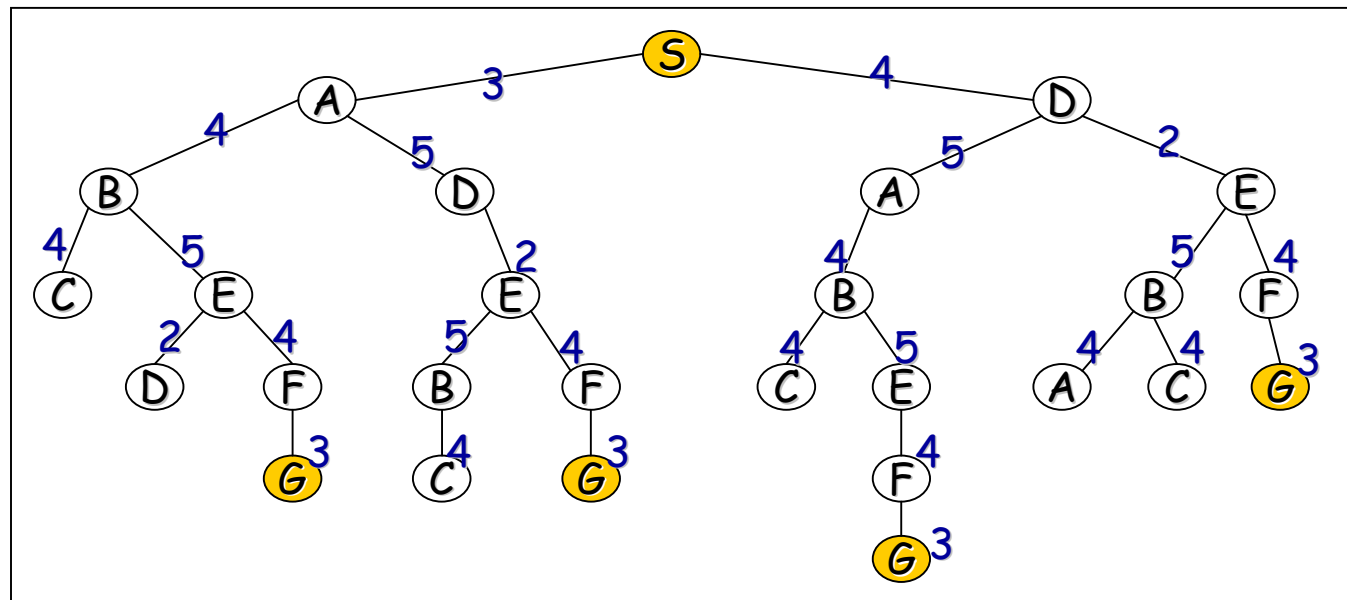 S
3 4
A D
4 5 5 2
B D A E
4 5 2 4 5 4
C E E B B F
2 4 5 4 4 5 4 4 3
D F B F C E A C G
3 4 3 4
G C G F
3
G